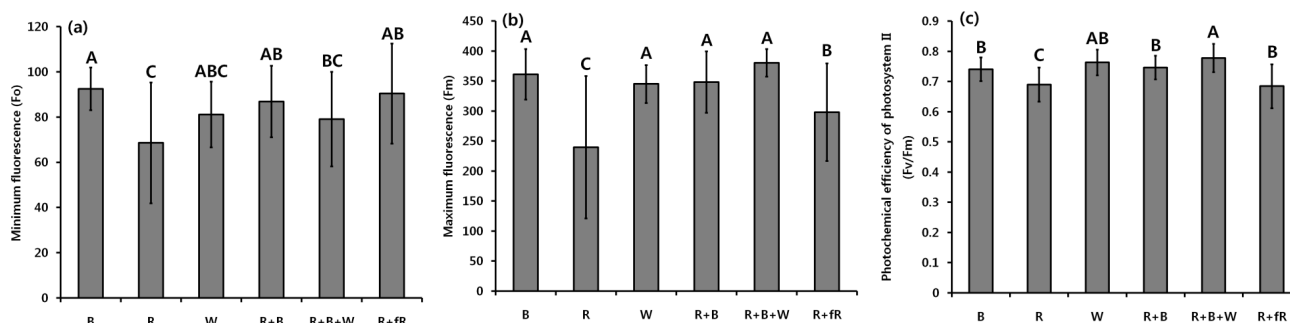 (a)
Minimum fluorescence (Fo)
120
100
80
60
40
20
0
A
C
ABC
AB
BC
AB
B R W R+B R+B+W R+fR
(b)
Maximum fluorescence (Fm)
450
400
350
300
250
200
150
100
50
0
A
C
A
A
A
B
B R W R+B R+B+W R+fR
(c)
Photochemical efficiency of photosystem Ⅱ
(Fv/Fm)
0.9
0.8
0.7
0.6
0.5
0.4
0.3
0.2
0.1
0
B
C
AB
B
A
B
B R W R+B R+B+W R+fR